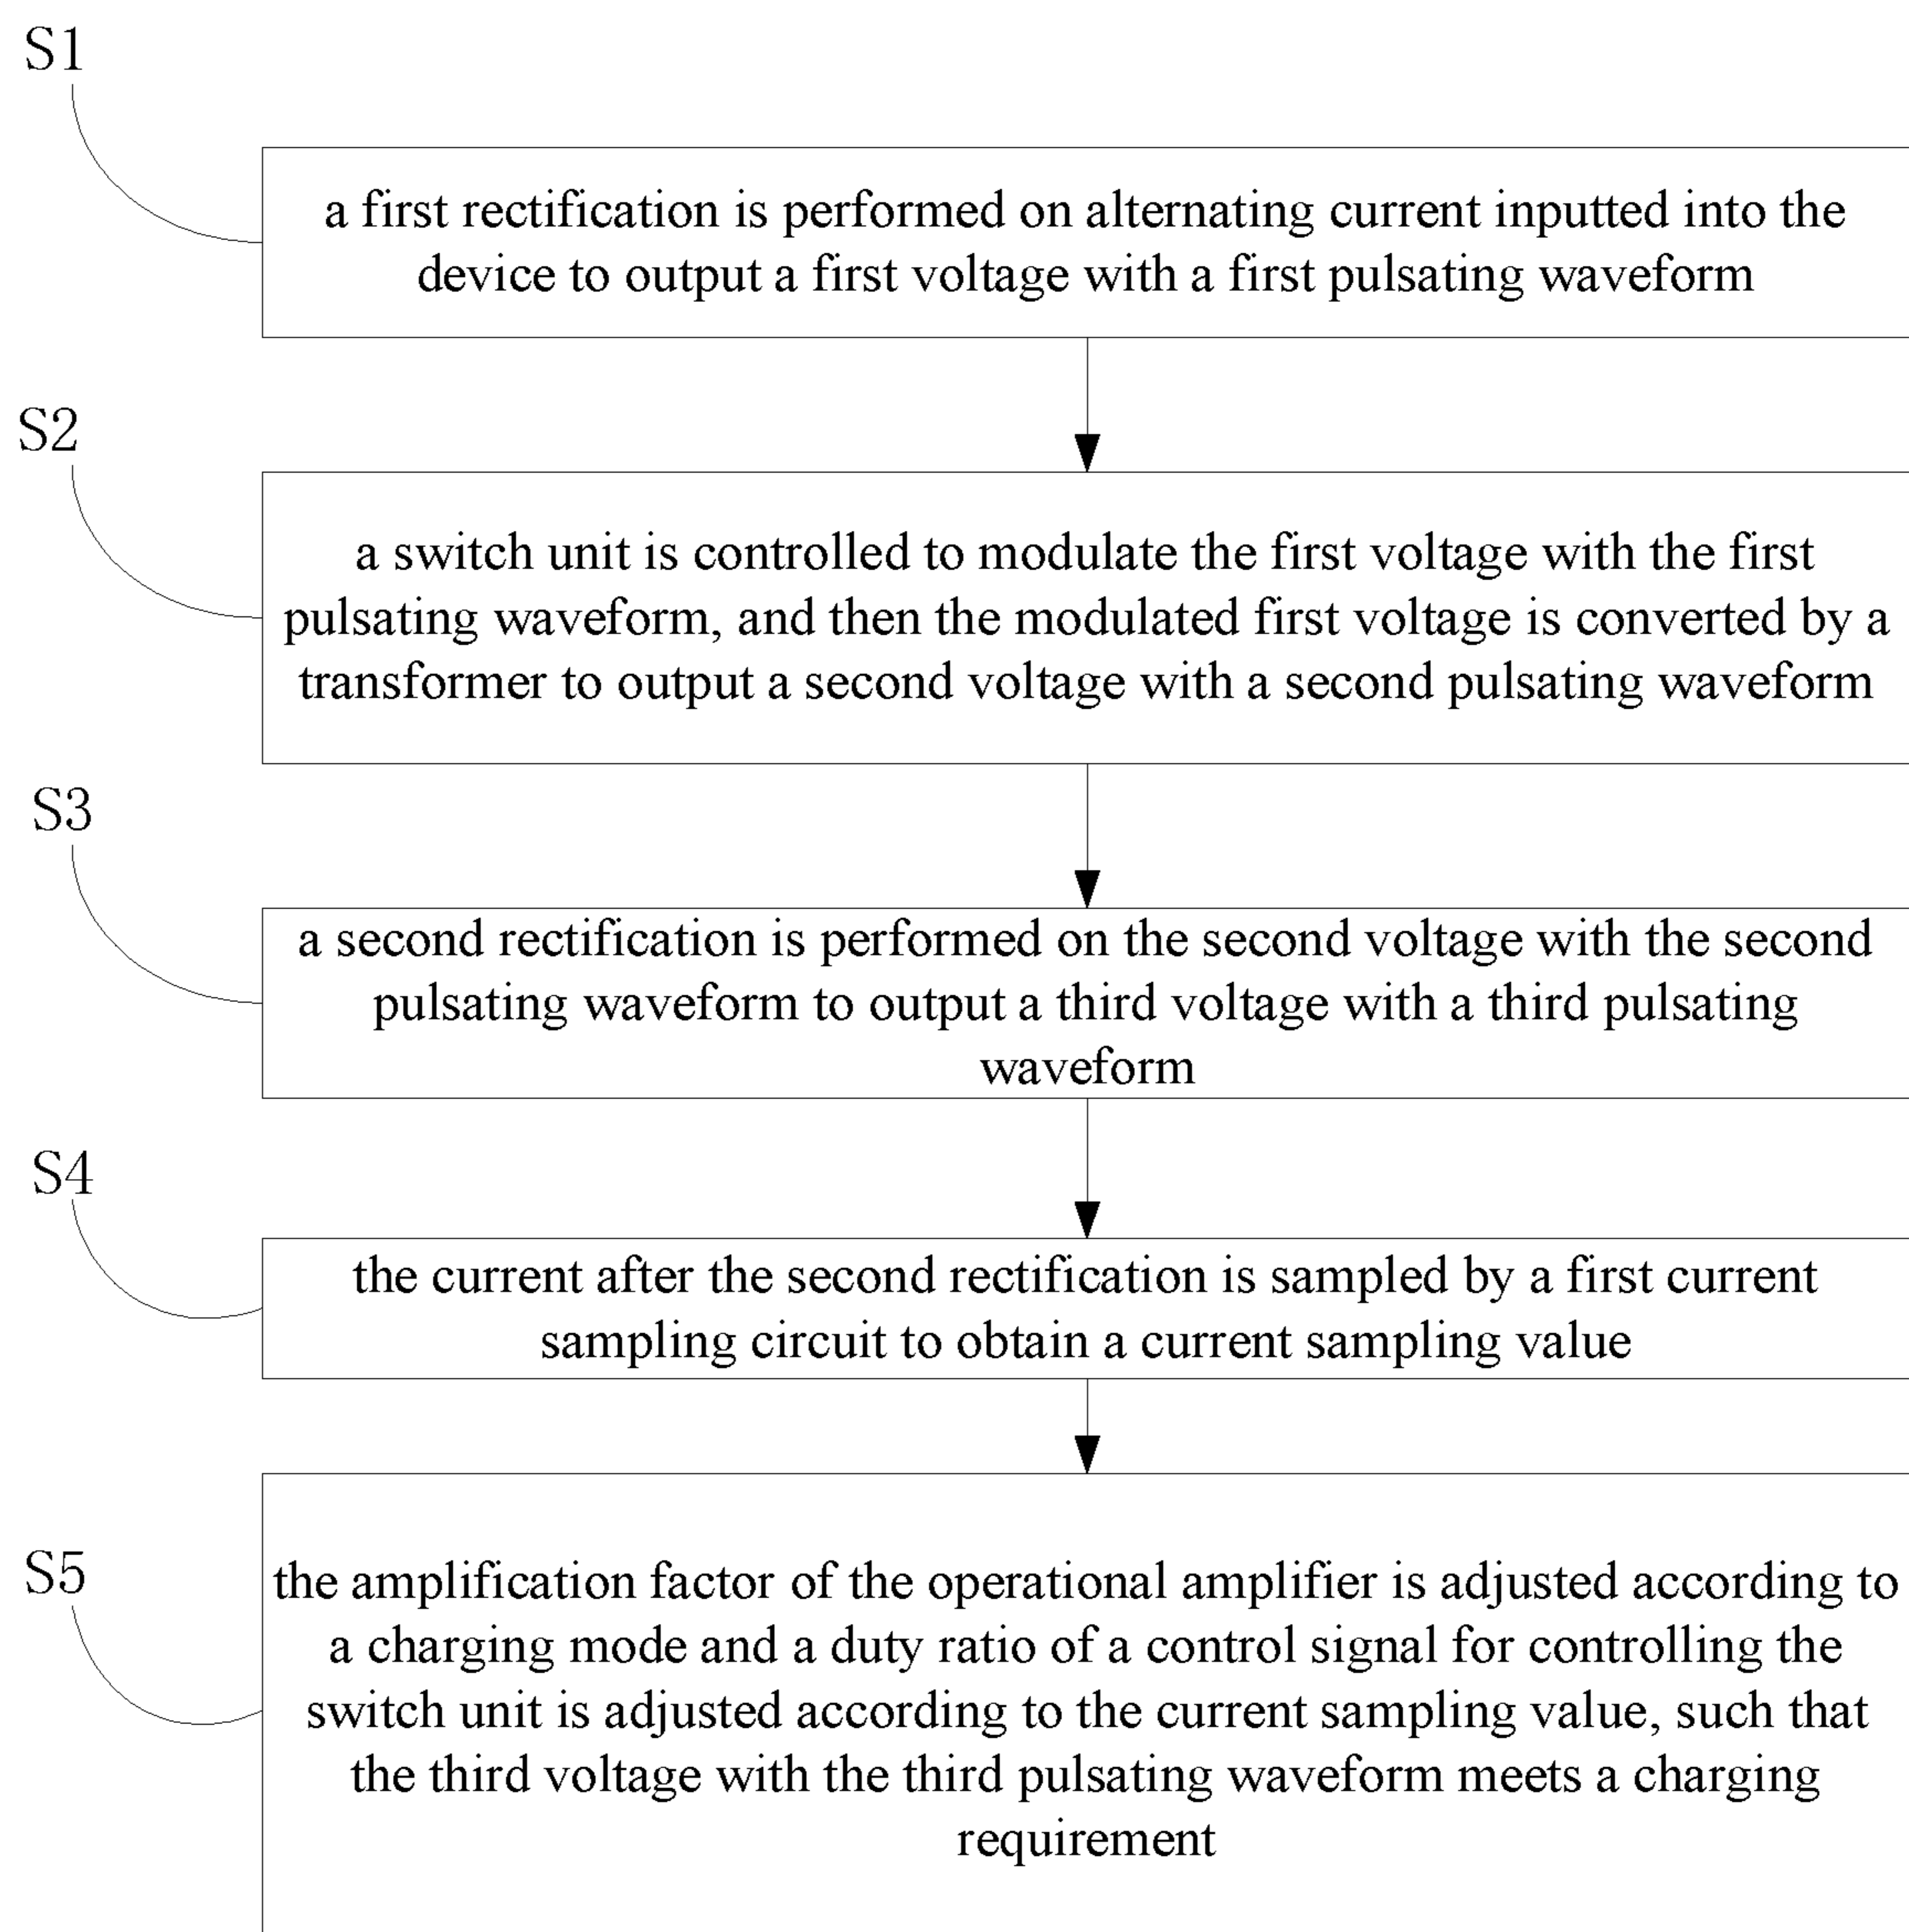 S1
a first rectification is performed on alternating current inputted into the
device to output a first voltage with a first pulsating waveform
S2
a switch unit is controlled to modulate the first voltage with the first
pulsating waveform, and then the modulated first voltage is converted by a
transformer to output a second voltage with a second pulsating waveform
S3
a second rectification is performed on the second voltage with the second
pulsating waveform to output a third voltage with a third pulsating
waveform
S4
the current after the second rectification is sampled by a first current
sampling circuit to obtain a current sampling value
S5
the amplification factor of the operational amplifier is adjusted according to
a charging mode and a duty ratio of a control signal for controlling the
switch unit is adjusted according to the current sampling value, such that
the third voltage with the third pulsating waveform meets a charging
requirement